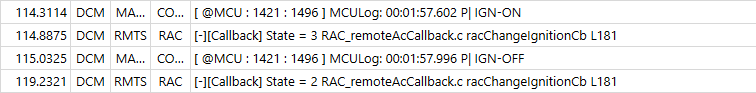 114.3114 DCM MA... CO... [ @MCU : 1421 : 1496 ] MCULog: 00:01:57.602 P| IGN-ON
114.8875 DCM RMTS RAC [-][Callback] State = 3 RAC_remoteAcCallback.c racChangeIgnitionCb L181
115.0325 DCM MA... CO... [ @MCU : 1421 : 1496 ] MCULog: 00:01:57.996 P| IGN-OFF
119.2321 DCM RMTS RAC [-][Callback] State = 2 RAC_remoteAcCallback.c racChangeIgnitionCb L181